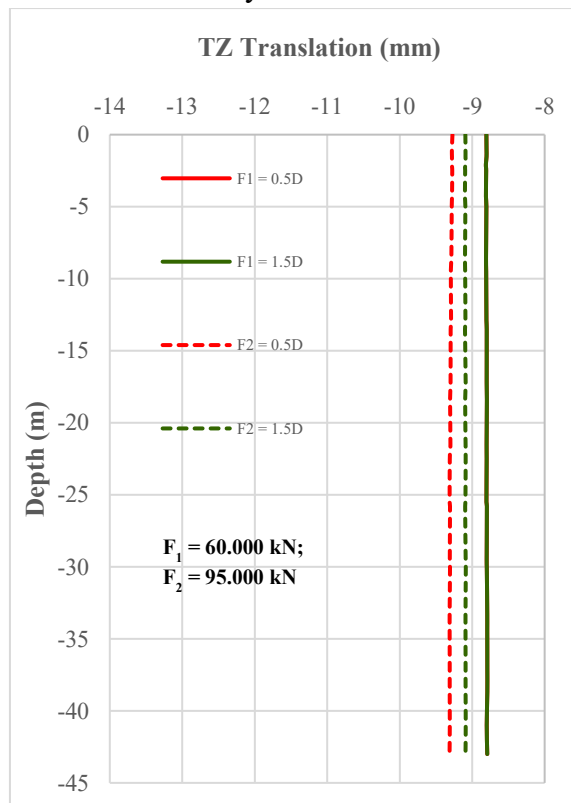 TZ Translation (mm)
-14 -13 -12 -11 -10 -9 -8
0
-5
-10
-15
-20
-25
-30
-35
-40
-45
Depth (m)
F1 = 0.5D
F1 = 1.5D
F2 = 0.5D
F2 = 1.5D
F₁ = 60.000 kN;
F₂ = 95.000 kN